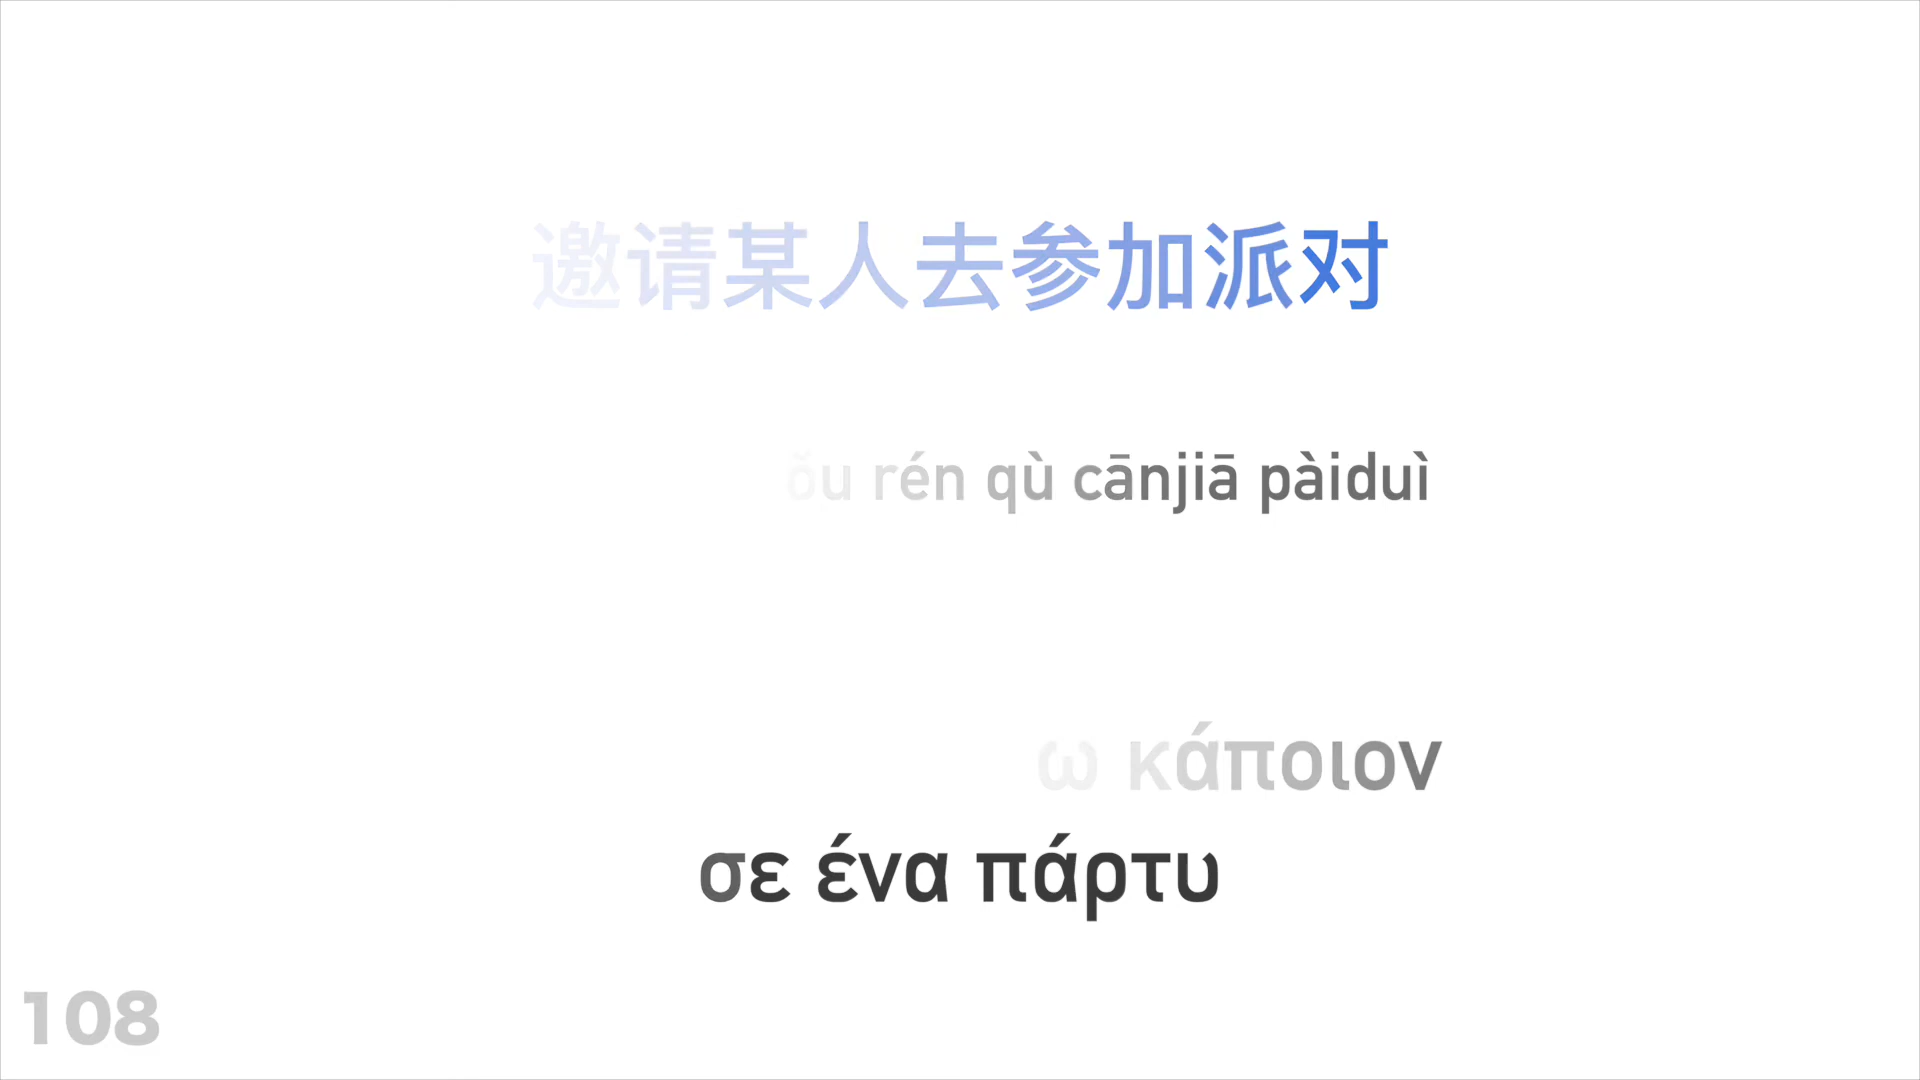 邀请某人去参加派对
ǒu rén qù cānjiā pàiduì
ω κάποιον
σε ένα πάρτυ
108